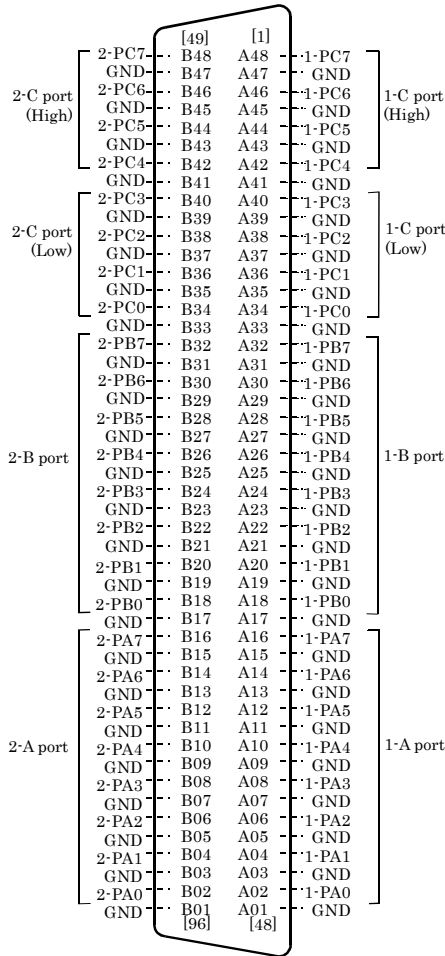 [49] [1]
2-PC7 B48 A48 1-PC7
GND B47 A47 GND
2-PC6 B46 A46 1-PC6
2-C port
(High)
GND B45 A45 GND
1-C port
(High)
2-PC5 B44 A44 1-PC5
GND B43 A43 GND
2-PC4 B42 A42 1-PC4
GND B41 A41 GND
2-PC3 B40 A40 1-PC3
GND B39 A39 GND
2-C port
(Low)
2-PC2 B38 A38 1-PC2
1-C port
(Low)
GND B37 A37 GND
2-PC1 B36 A36 1-PC1
GND B35 A35 GND
2-PC0 B34 A34 1-PC0
GND B33 A33 GND
2-PB7 B32 A32 1-PB7
GND B31 A31 GND
2-PB6 B30 A30 1-PB6
GND B29 A29 GND
2-PB5 B28 A28 1-PB5
GND B27 A27 GND
2-B port 2-PB4 B26 A26 1-PB4 1-B port
GND B25 A25 GND
2-PB3 B24 A24 1-PB3
GND B23 A23 GND
2-PB2 B22 A22 1-PB2
GND B21 A21 GND
2-PB1 B20 A20 1-PB1
GND B19 A19 GND
2-PB0 B18 A18 1-PB0
GND B17 A17 GND
2-PA7 B16 A16 1-PA7
GND B15 A15 GND
2-PA6 B14 A14 1-PA6
GND B13 A13 GND
2-PA5 B12 A12 1-PA5
GND B11 A11 GND
2-A port 2-PA4 B10 A10 1-PA4 1-A port
GND B09 A09 GND
2-PA3 B08 A08 1-PA3
GND B07 A07 GND
2-PA2 B06 A06 1-PA2
GND B05 A05 GND
2-PA1 B04 A04 1-PA1
GND B03 A03 GND
2-PA0 B02 A02 1-PA0
GND B01 A01 GND
[96] [48]